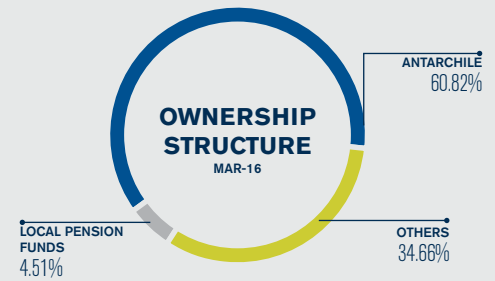 OWNERSHIP
STRUCTURE
MAR-16
ANTARCHILE
60.82%
OTHERS
34.66%
LOCAL PENSION
FUNDS
4.51%